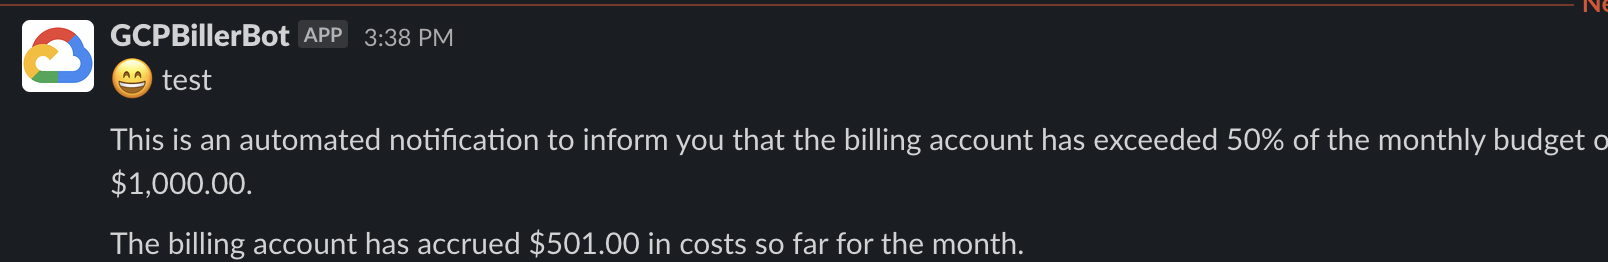 GCPBillerBot APP 3:38 PM
😄 test
This is an automated notification to inform you that the billing account has exceeded 50% of the monthly budget
$1,000.00.
The billing account has accrued $501.00 in costs so far for the month.